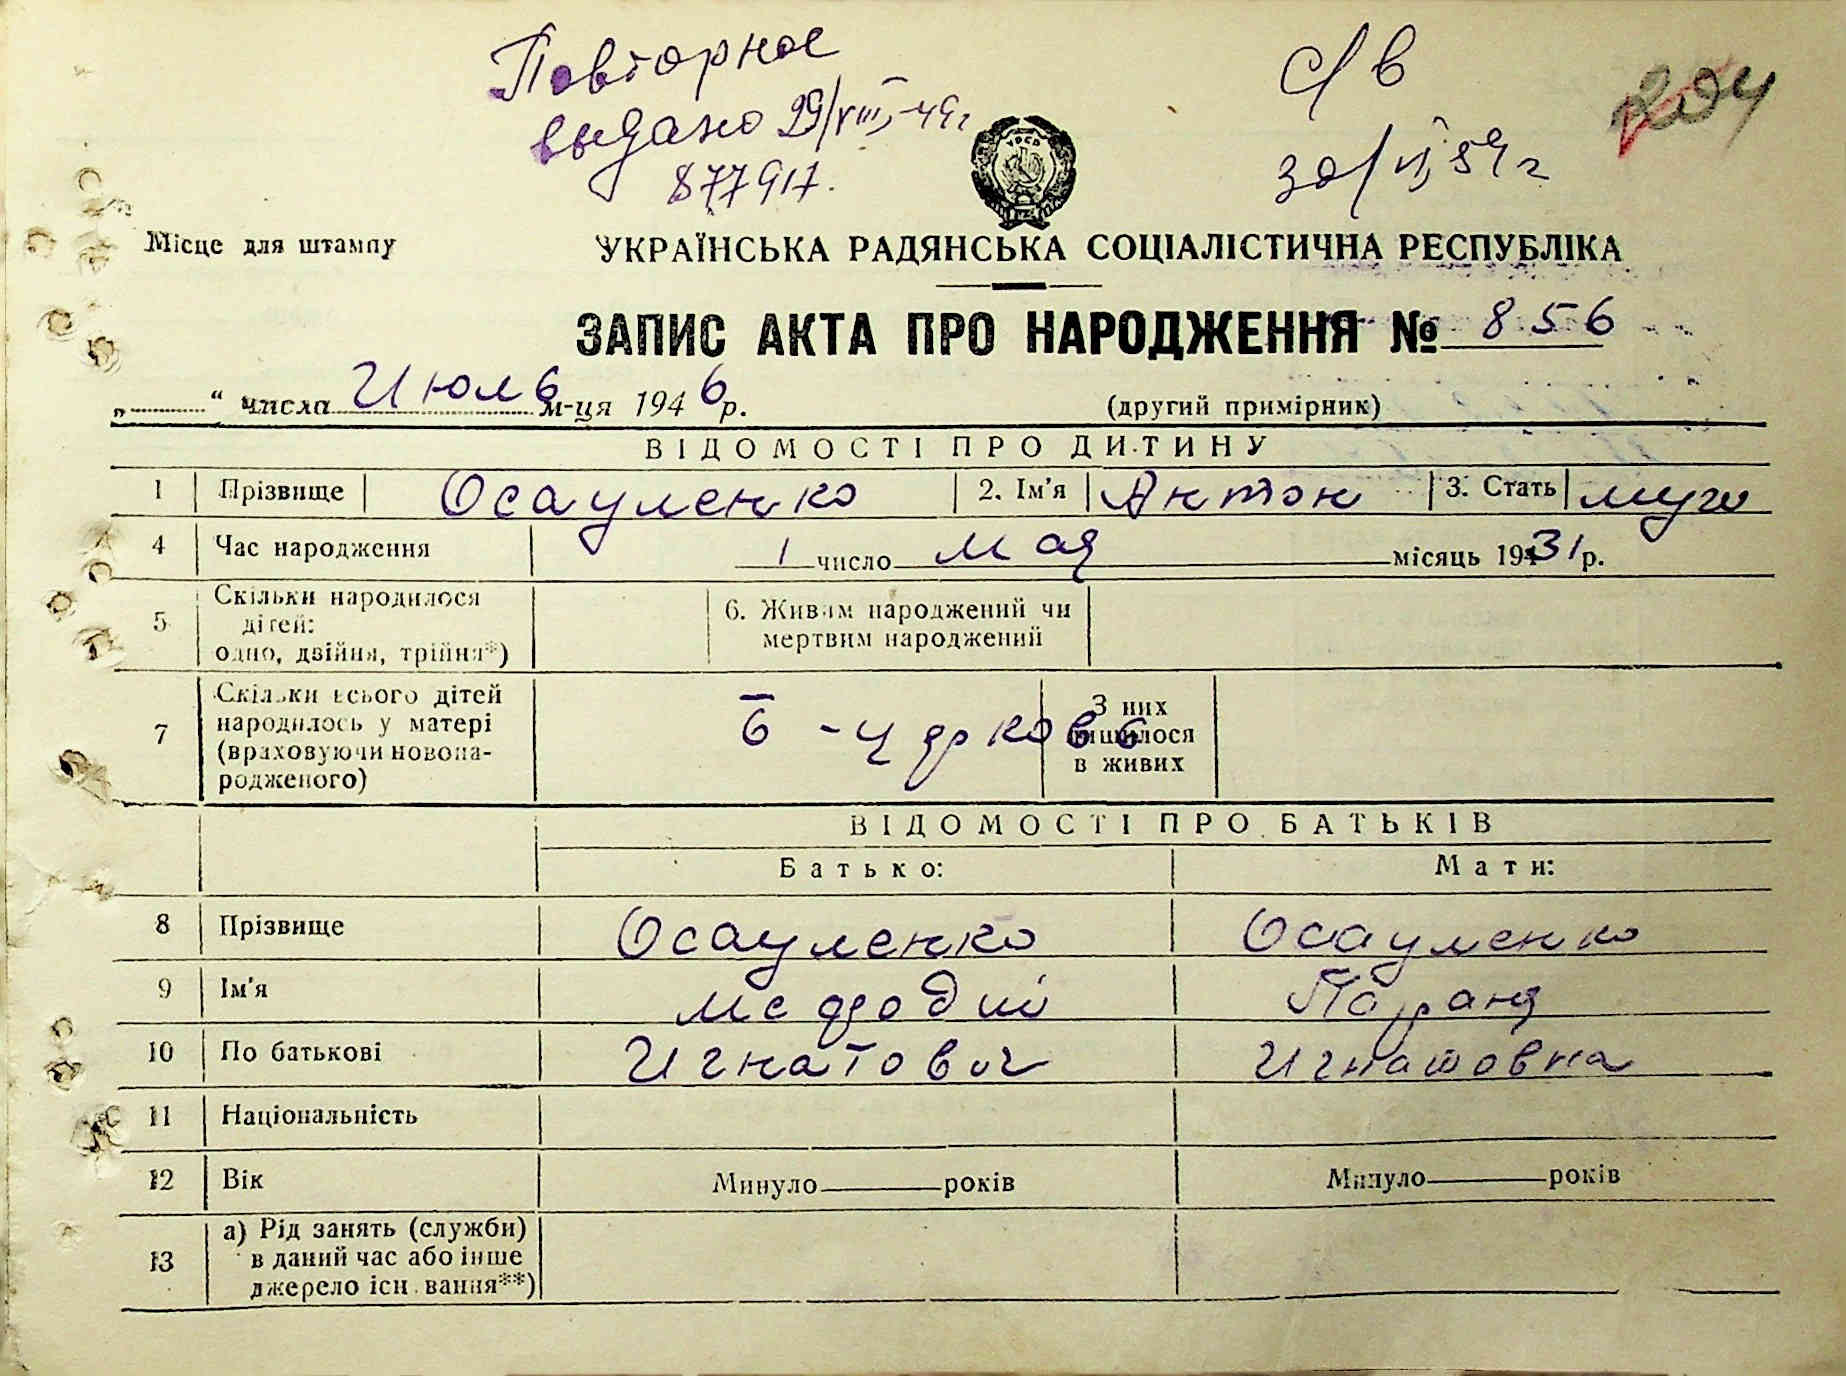 Повторное
выдано 29/VIII-49г
877917.
с/в
30/VI,59г
204
УРСР
Місце для штампу
УКРАЇНСЬКА РАДЯНСЬКА СОЦІАЛІСТИЧНА РЕСПУБЛІКА
ЗАПИС АКТА ПРО НАРОДЖЕННЯ № 856
„ “ числа Июль м-ця 1946 р.
(другий примірник)
ВІДОМОСТІ ПРО ДИТИНУ
1 Прізвище Осауленко 2. Ім'я Антон 3. Стать муж
4 Час народження 1 число мая місяць 1931 р.
5 Скільки народилося дітей: одно, двійня, трійня*) 6. Живим народжений чи мертвим народжений
7 Скільки всього дітей народилось у матері (враховуючи новонародженого) З них лишилося в живих
ВІДОМОСТІ ПРО БАТЬКІВ
Батько: Мати:
8 Прізвище Осауленко Осауленко
9 Ім'я Мефодий
10 По батькові Игнатович Игнатовна
11 Національність
12 Вік Минуло років Минуло років
13 а) Рід занять (служби) в даний час або інше джерело існування**)